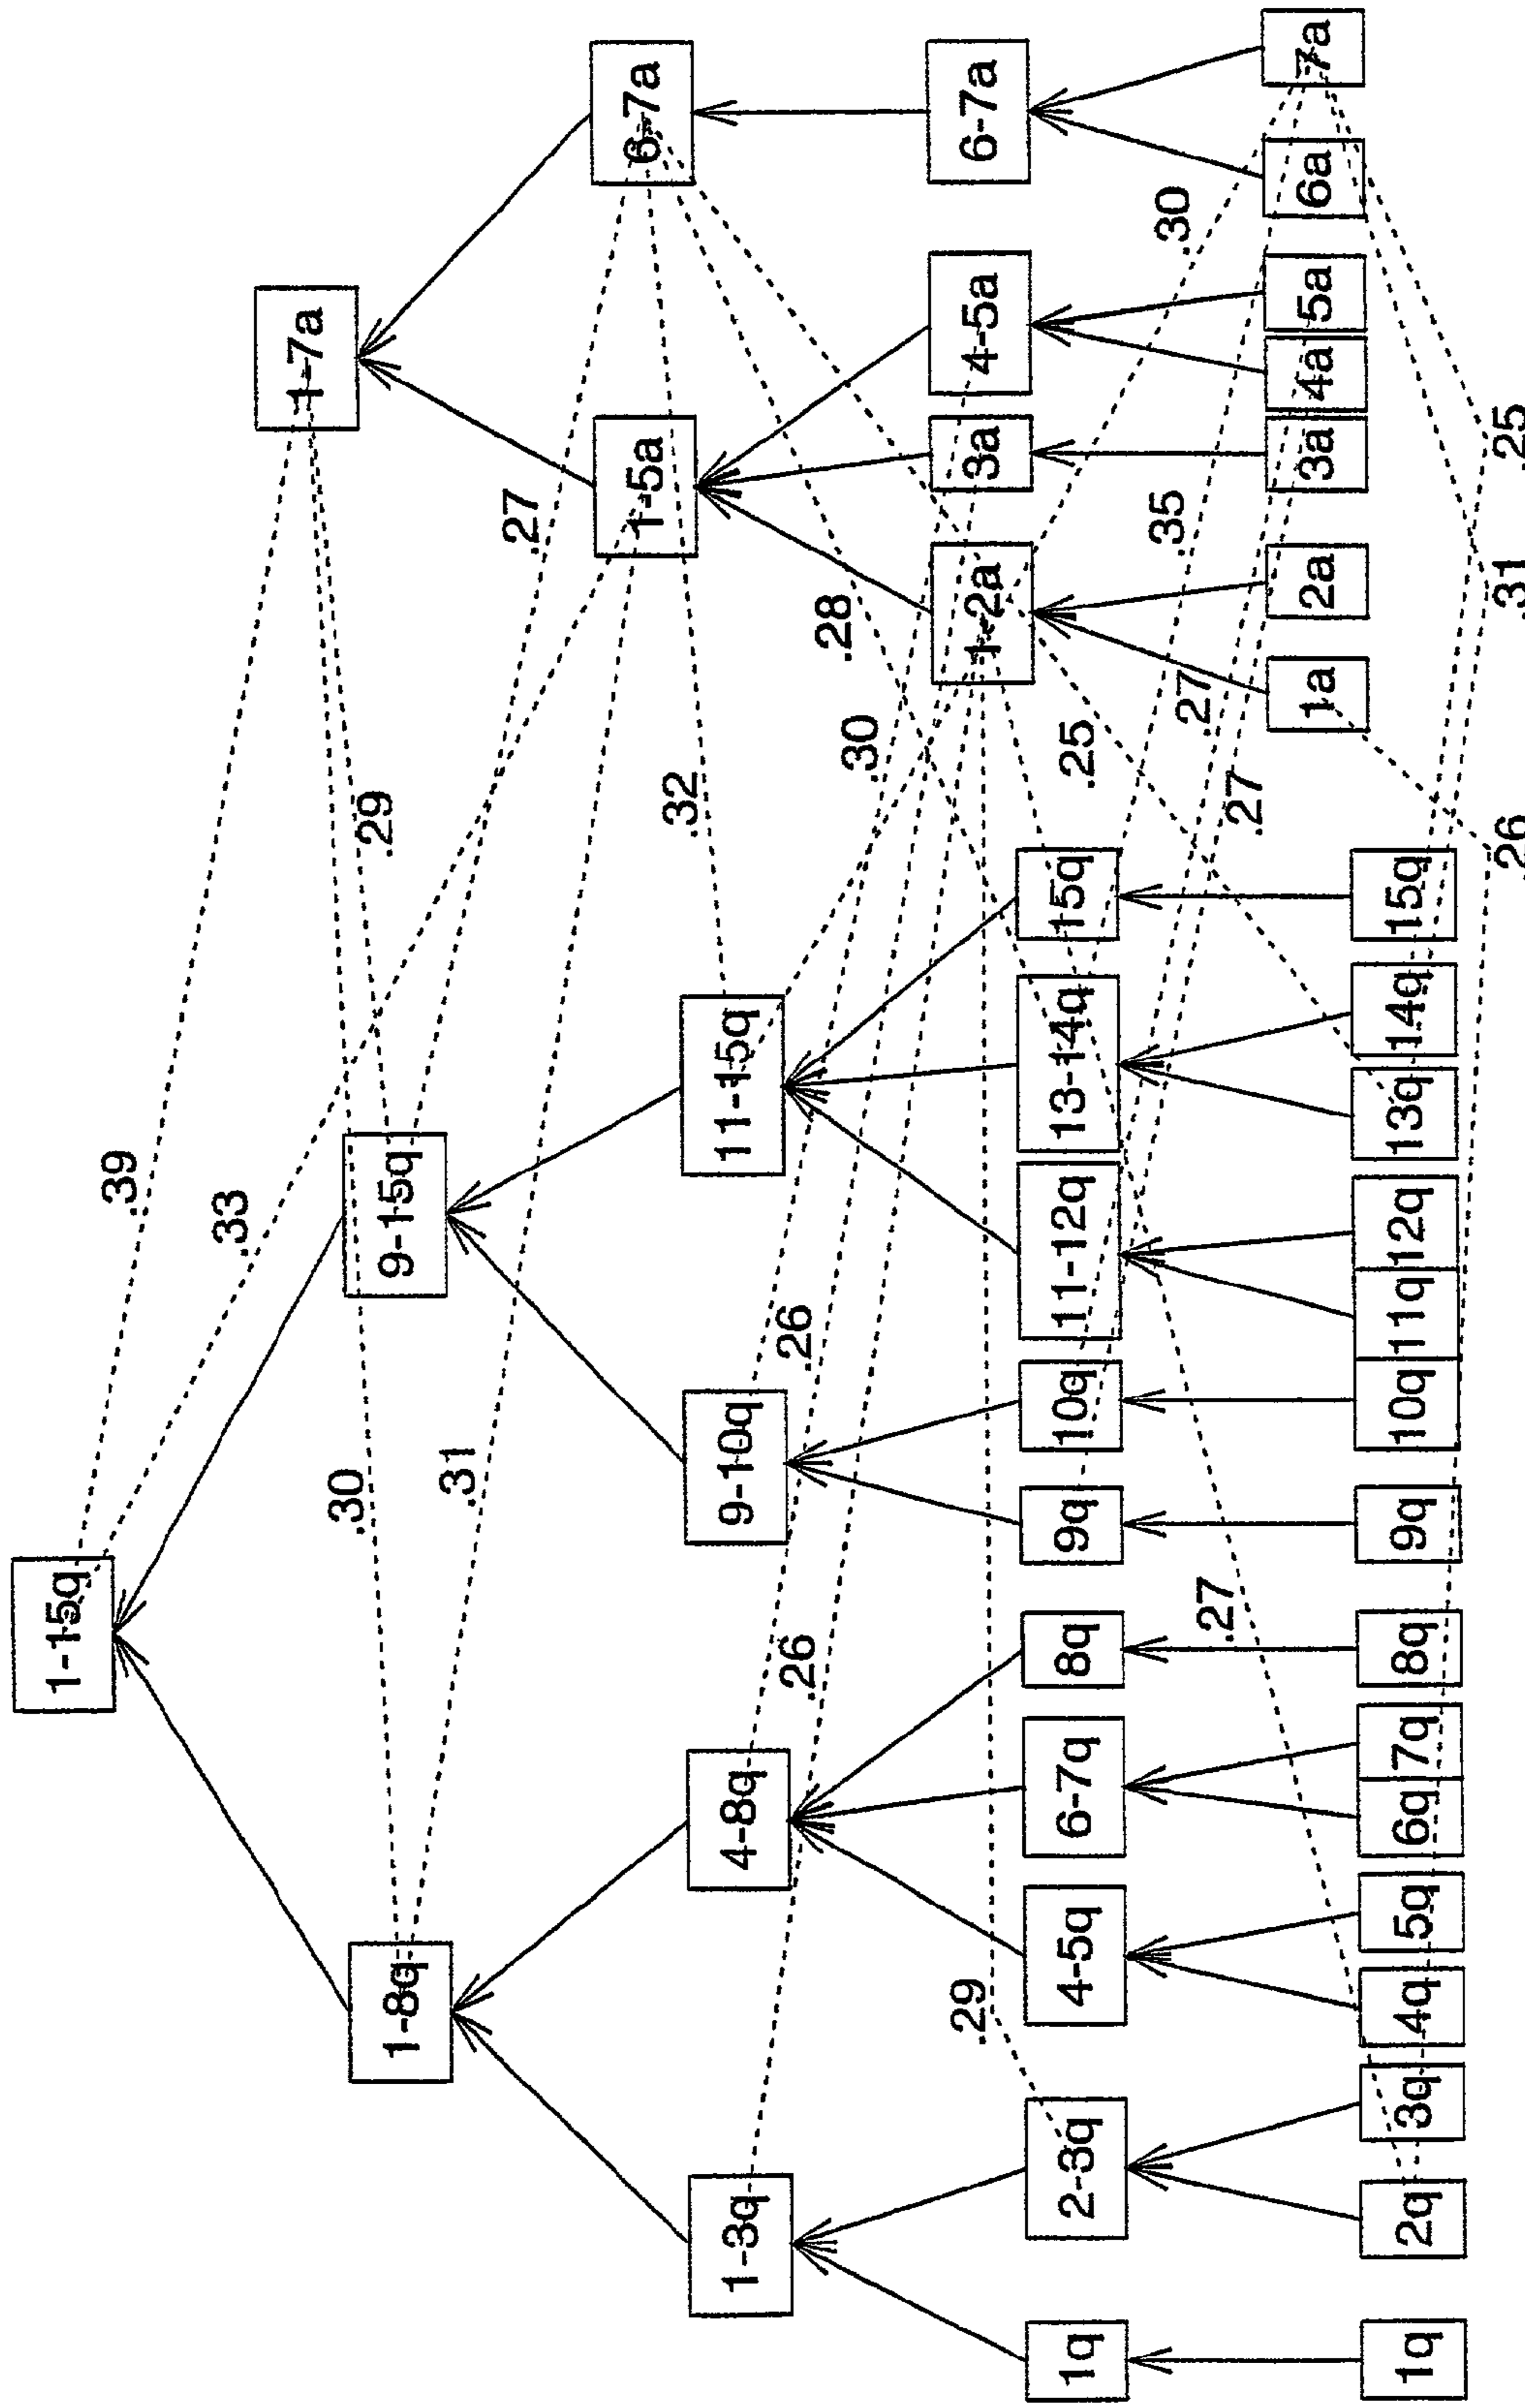 1-15q
1-7a
.39
.33
1-8q
9-15q
.30
.31
.29
.27
1-5a
6-7a
1-3q
4-8q
9-10q
11-15q
.26
.26
.32
.30
.28
1-2a
3a
4-5a
6-7a
1q
2-3q
.29
4-5q
6-7q
8q
9q
10q
11-12q
13-14q
15q
.25
.27
.27
.35
.30
.27
1a
2a
3a
4a
5a
6a
7a
1q
2q
3q
4q
5q
6q
7q
8q
9q
10q
11q
12q
13q
14q
15q
.26
.31
.25